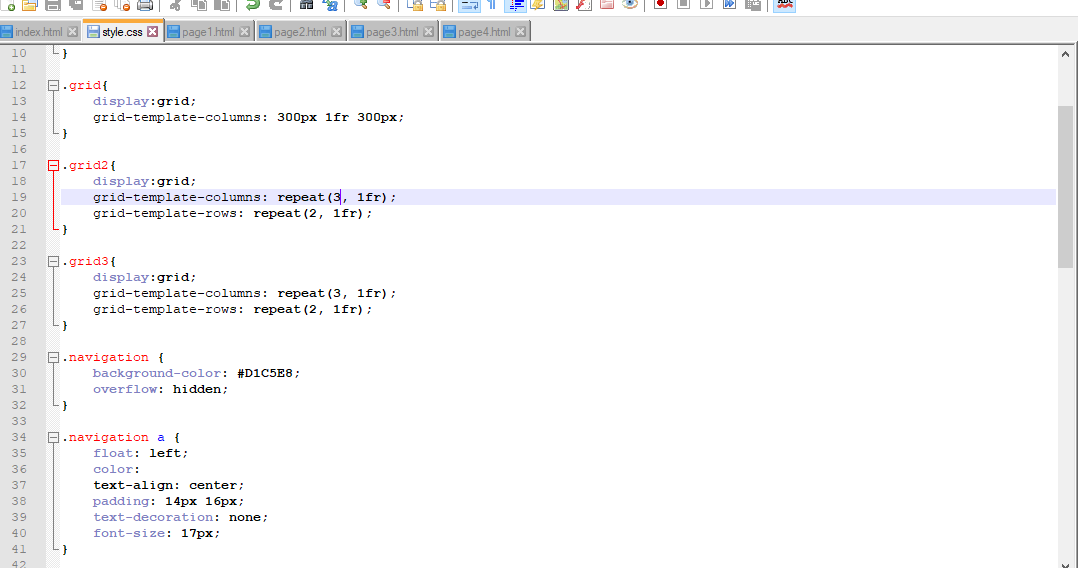 index.html style.css page1.html page2.html page3.html page4.html
10 }
11
12 .grid{
13 display:grid;
14 grid-template-columns: 300px 1fr 300px;
15 }
16
17 .grid2{
18 display:grid;
19 grid-template-columns: repeat(3, 1fr);
20 grid-template-rows: repeat(2, 1fr);
21 }
22
23 .grid3{
24 display:grid;
25 grid-template-columns: repeat(3, 1fr);
26 grid-template-rows: repeat(2, 1fr);
27 }
28
29 .navigation {
30 background-color: #D1C5E8;
31 overflow: hidden;
32 }
33
34 .navigation a {
35 float: left;
36 color:
37 text-align: center;
38 padding: 14px 16px;
39 text-decoration: none;
40 font-size: 17px;
41 }
42